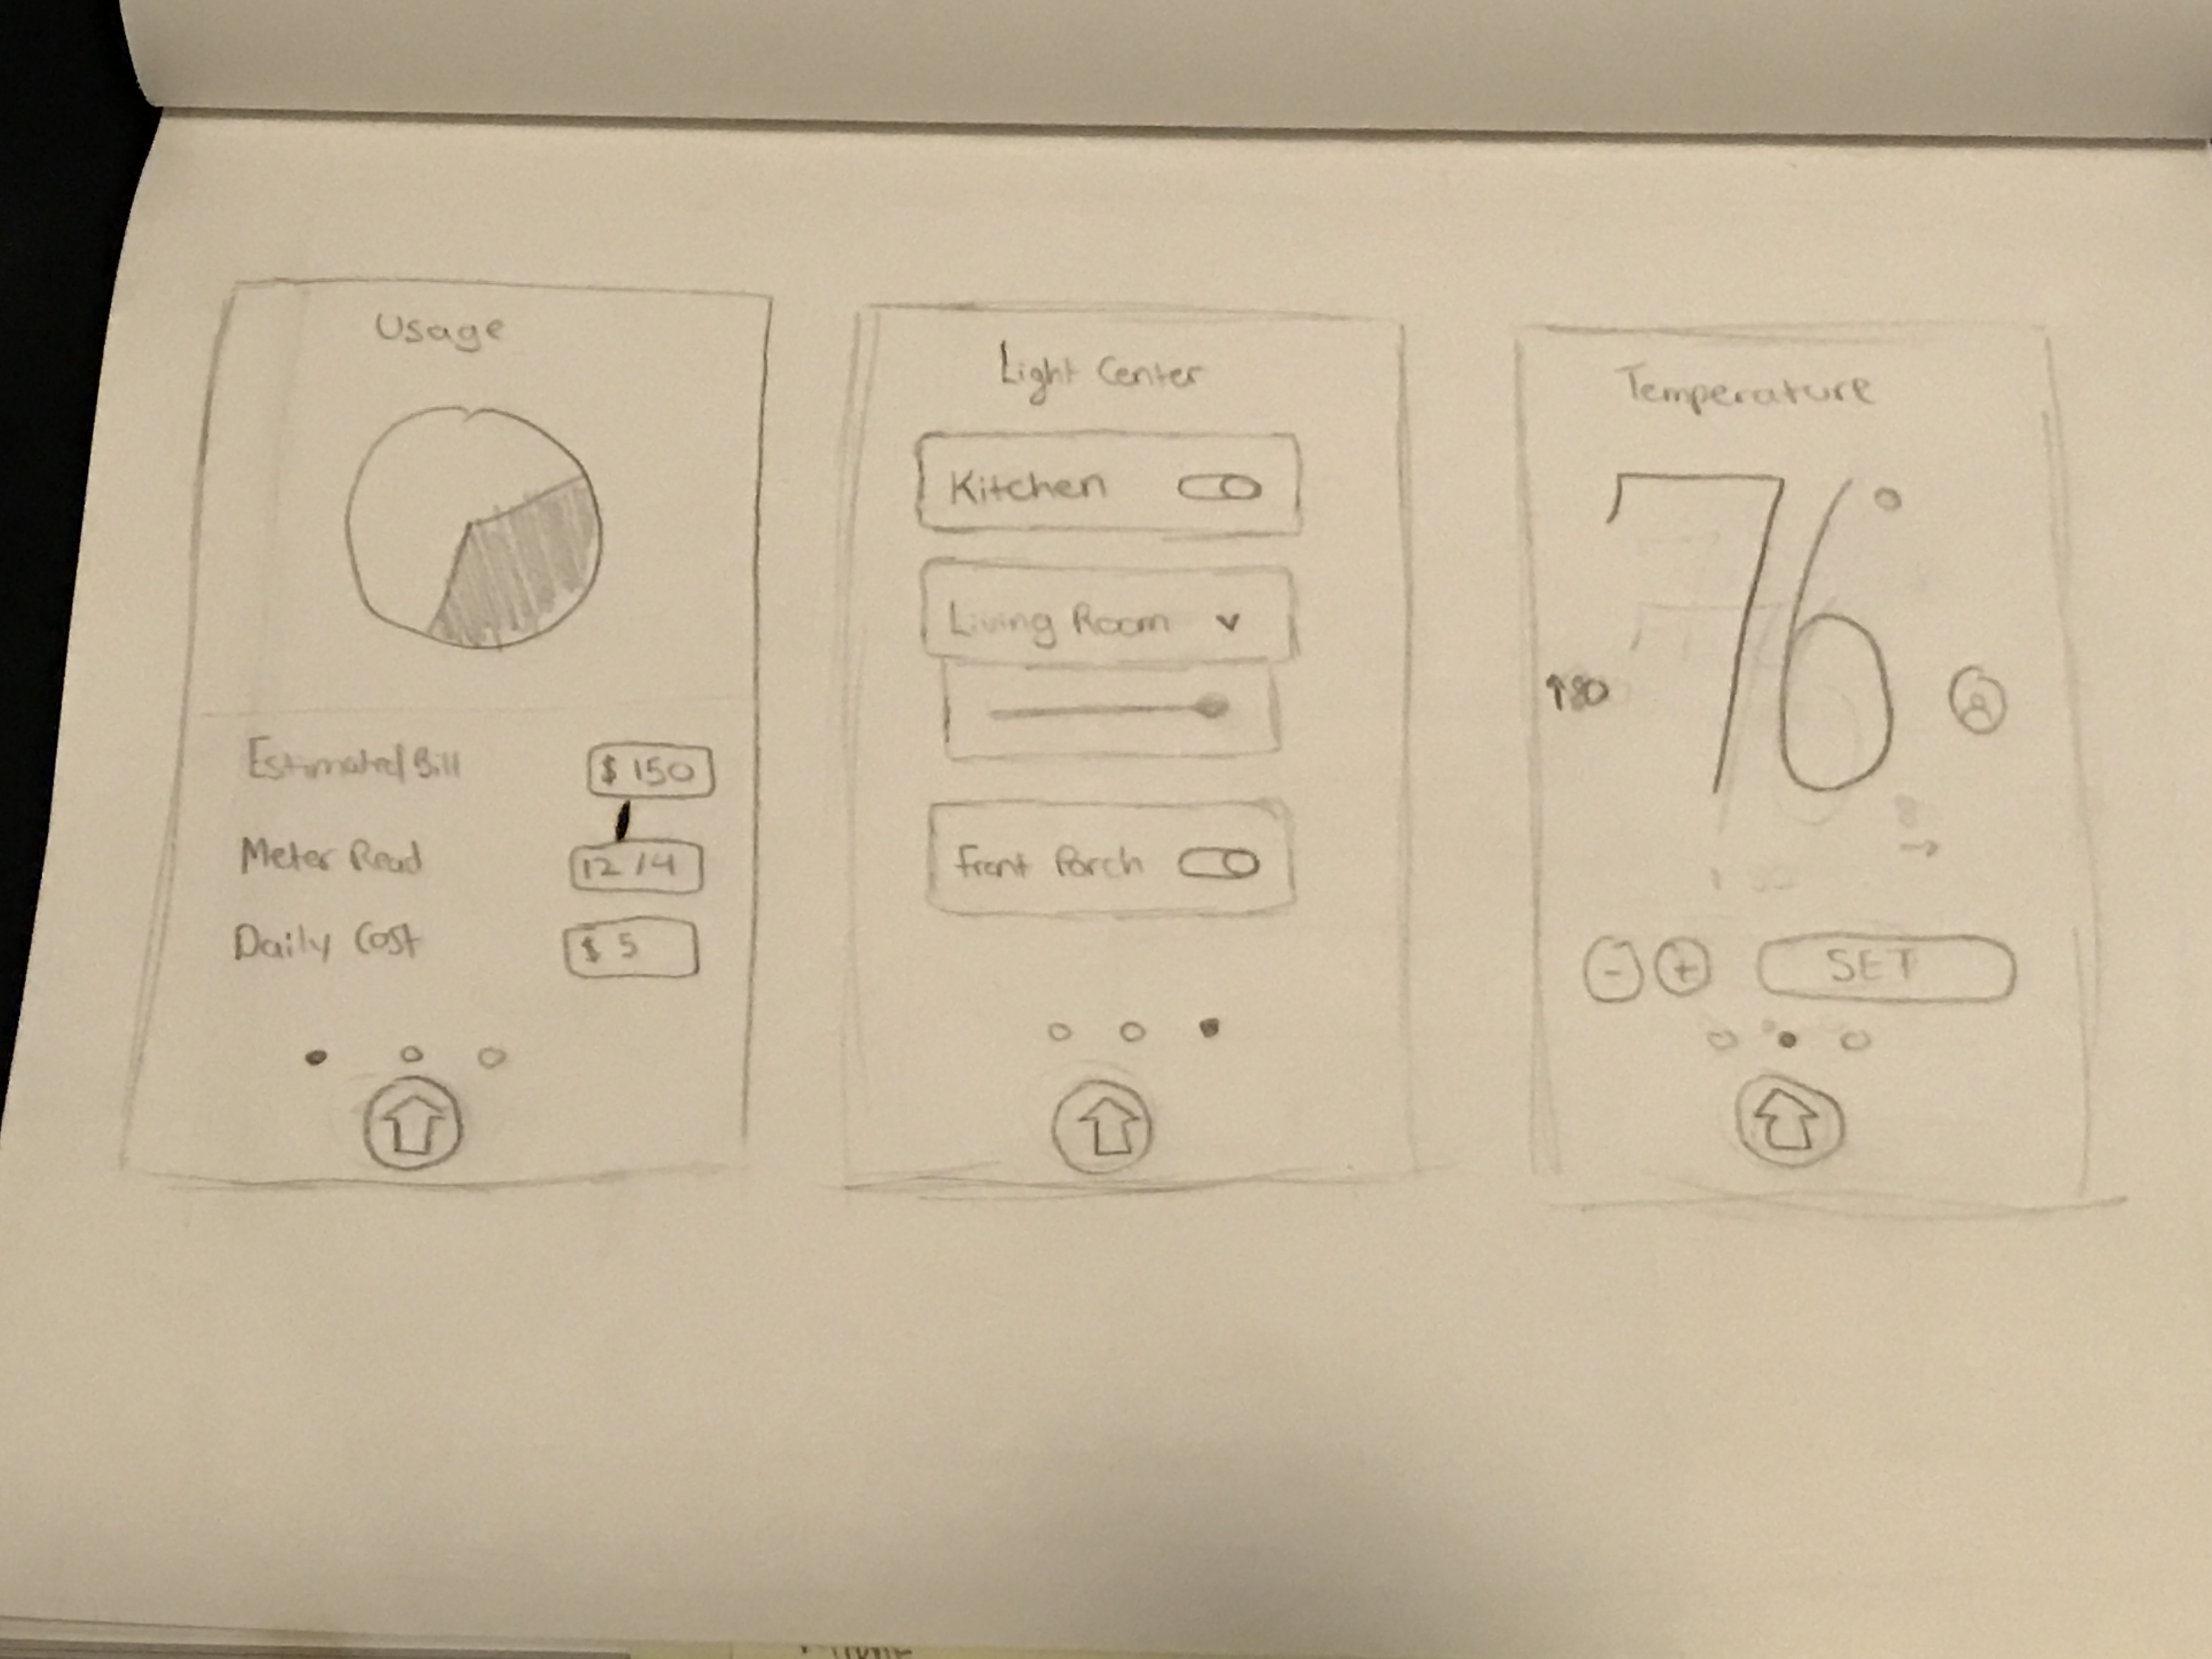 Usage
Estimated Bill $ 150
Meter Read 12/4
Daily Cost $ 5
Light Center
Kitchen
Living Room
Front Porch
Temperature
76°
↑80
- + SET